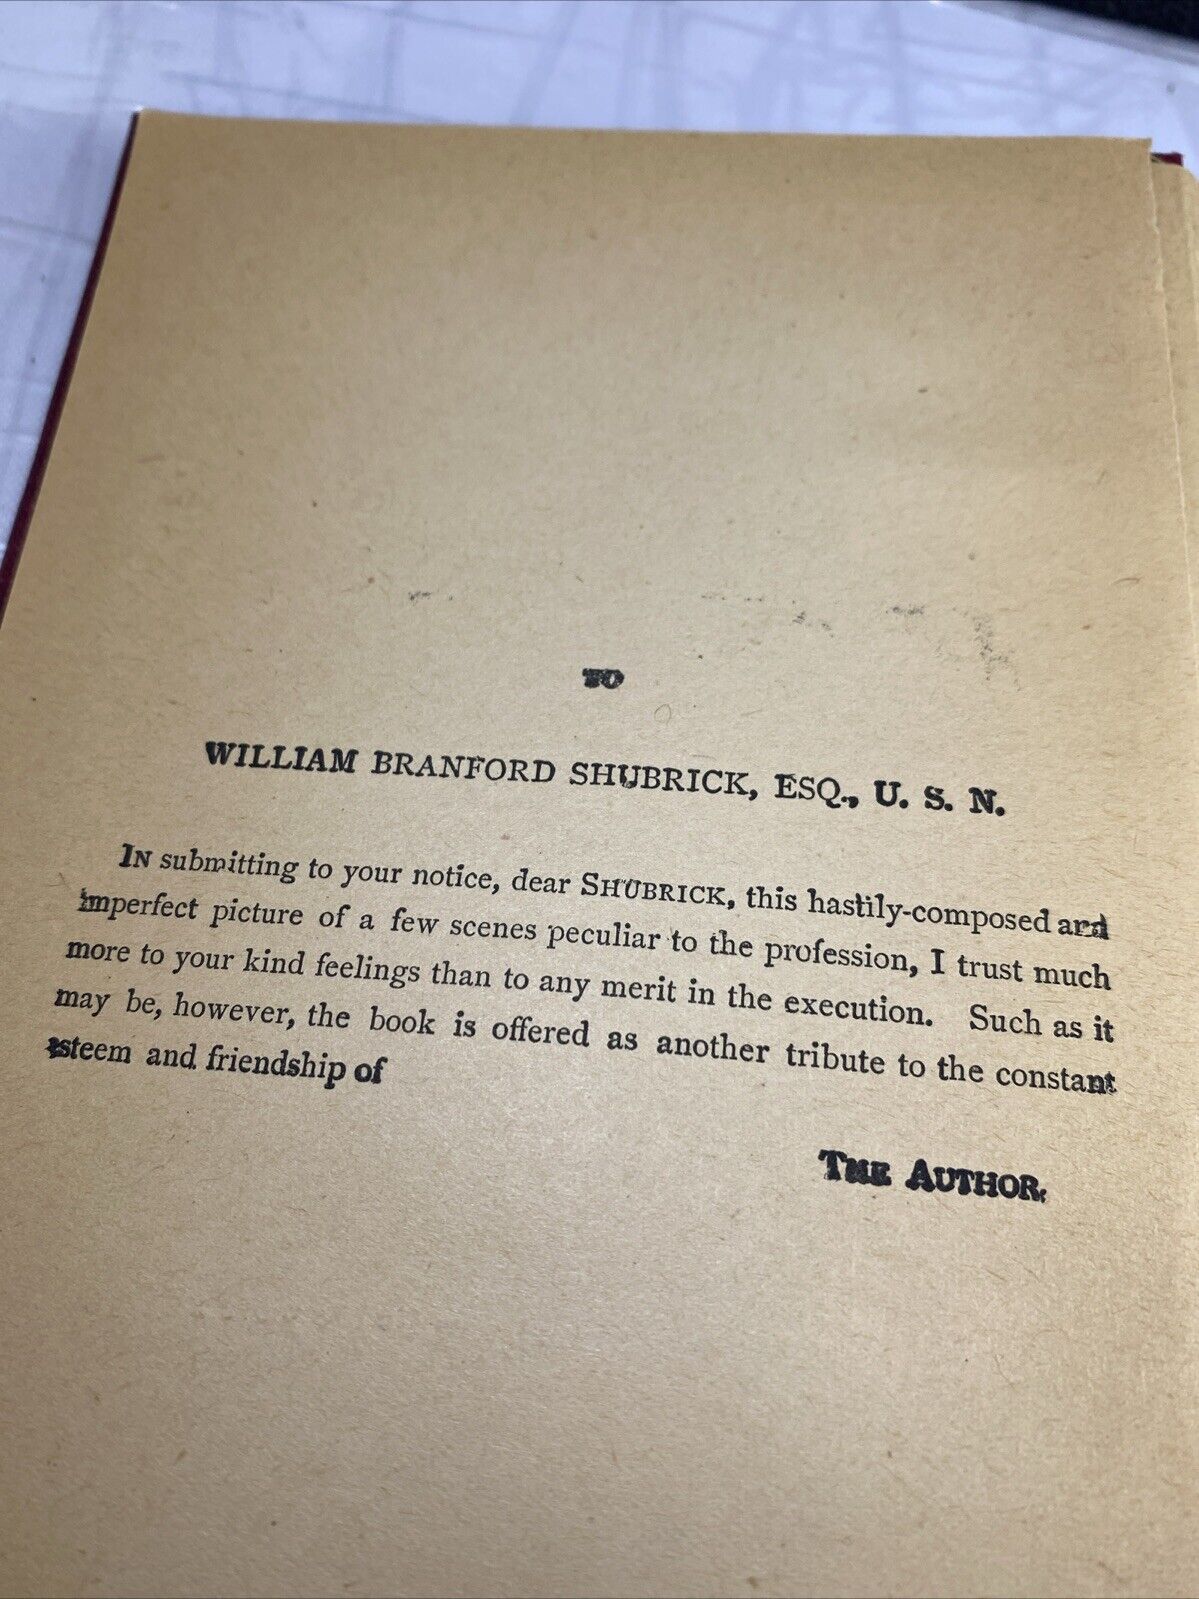 TO
WILLIAM BRANFORD SHUBRICK, ESQ., U. S. N.
IN submitting to your notice, dear SHUBRICK, this hastily-composed and
imperfect picture of a few scenes peculiar to the profession, I trust much
more to your kind feelings than to any merit in the execution. Such as it
may be, however, the book is offered as another tribute to the constant
esteem and friendship of
THE AUTHOR.